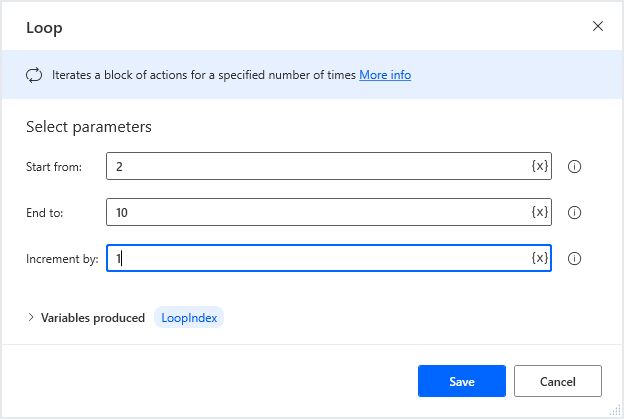 Loop
Iterates a block of actions for a specified number of times More info
Select parameters
Start from: 2 {x}
End to: 10 {x}
Increment by: 1 {x}
Variables produced LoopIndex
Save Cancel